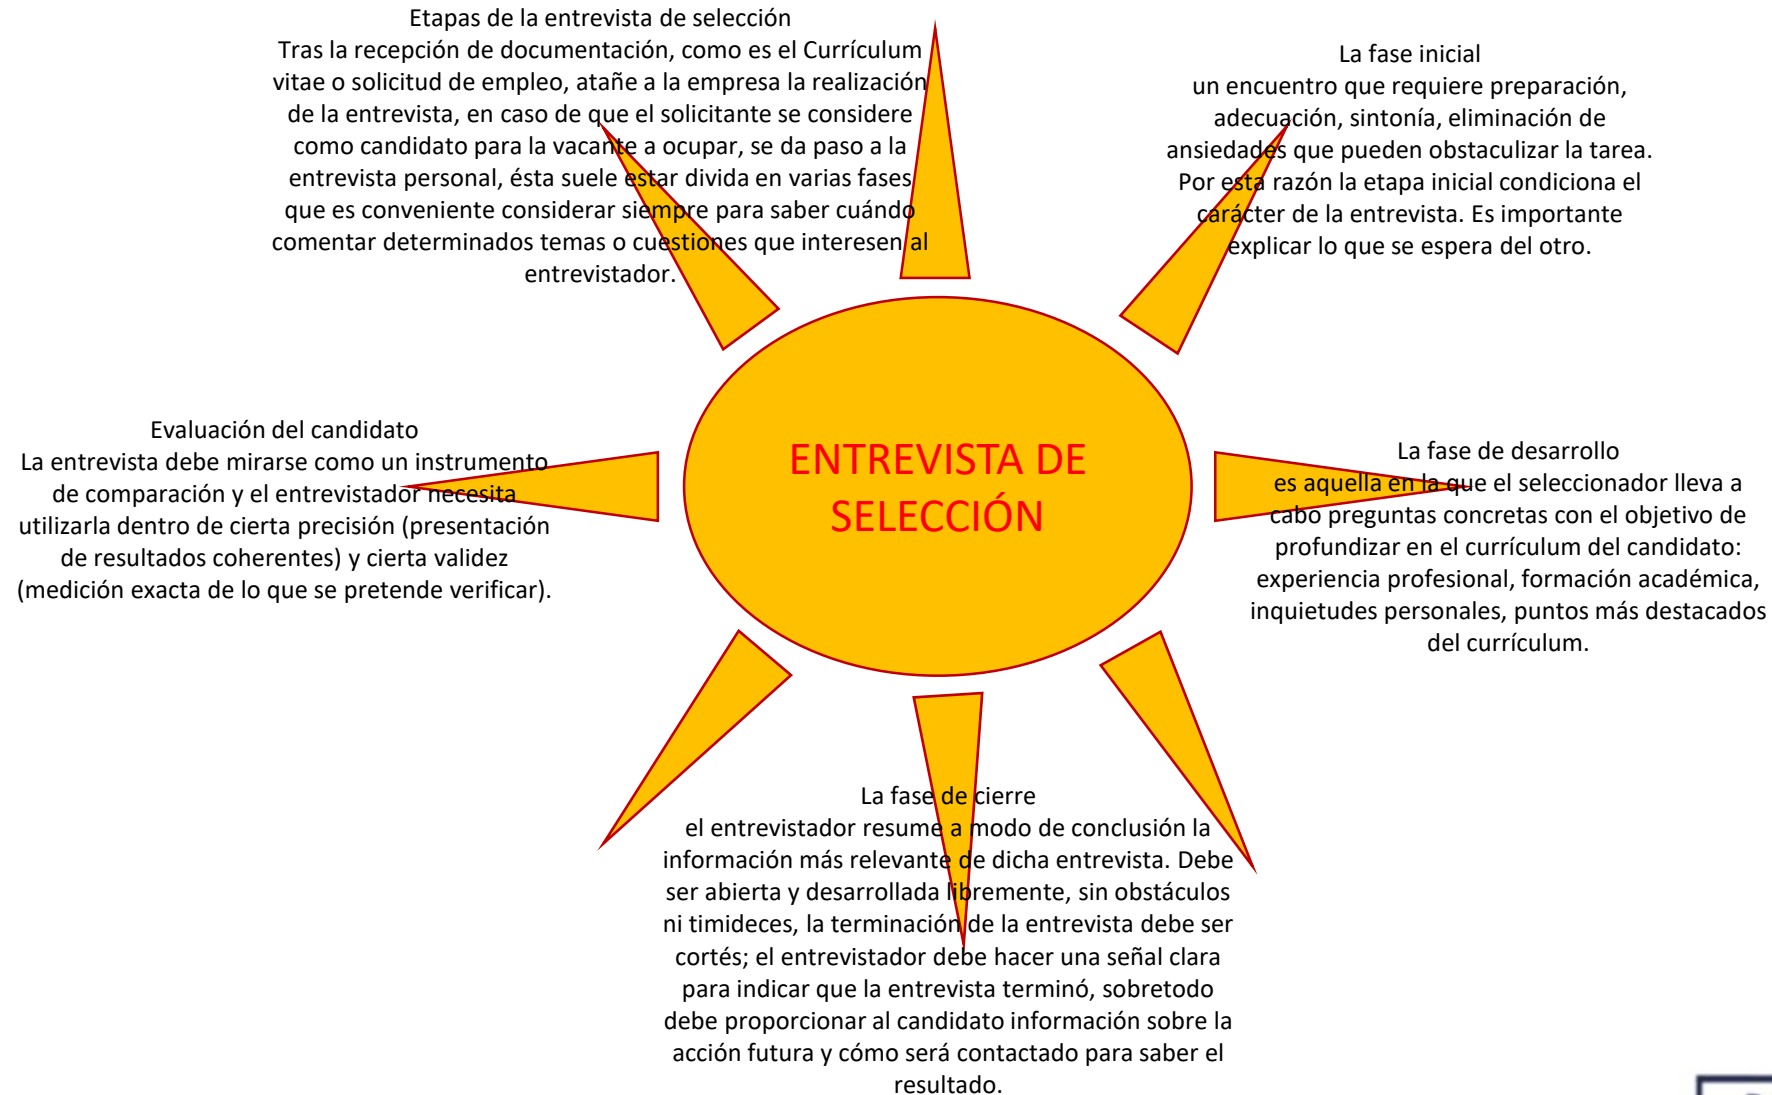 Etapas de la entrevista de selección
Tras la recepción de documentación, como es el Currículum
vitae o solicitud de empleo, atañe a la empresa la realización
de la entrevista, en caso de que el solicitante se considere
como candidato para la vacante a ocupar, se da paso a la
entrevista personal, ésta suele estar divida en varias fases
que es conveniente considerar siempre para saber cuándo
comentar determinados temas o cuestiones que interesen al
entrevistador.
La fase inicial
un encuentro que requiere preparación,
adecuación, sintonía, eliminación de
ansiedades que pueden obstaculizar la tarea.
Por esta razón la etapa inicial condiciona el
carácter de la entrevista. Es importante
explicar lo que se espera del otro.
Evaluación del candidato
La entrevista debe mirarse como un instrumento
de comparación y el entrevistador necesita
utilizarla dentro de cierta precisión (presentación
de resultados coherentes) y cierta validez
(medición exacta de lo que se pretende verificar).
ENTREVISTA DE
SELECCIÓN
La fase de desarrollo
es aquella en la que el seleccionador lleva a
cabo preguntas concretas con el objetivo de
profundizar en el currículum del candidato:
experiencia profesional, formación académica,
inquietudes personales, puntos más destacados
del currículum.
La fase de cierre
el entrevistador resume a modo de conclusión la
información más relevante de dicha entrevista. Debe
ser abierta y desarrollada libremente, sin obstáculos
ni timideces, la terminación de la entrevista debe ser
cortés; el entrevistador debe hacer una señal clara
para indicar que la entrevista terminó, sobretodo
debe proporcionar al candidato información sobre la
acción futura y cómo será contactado para saber el
resultado.